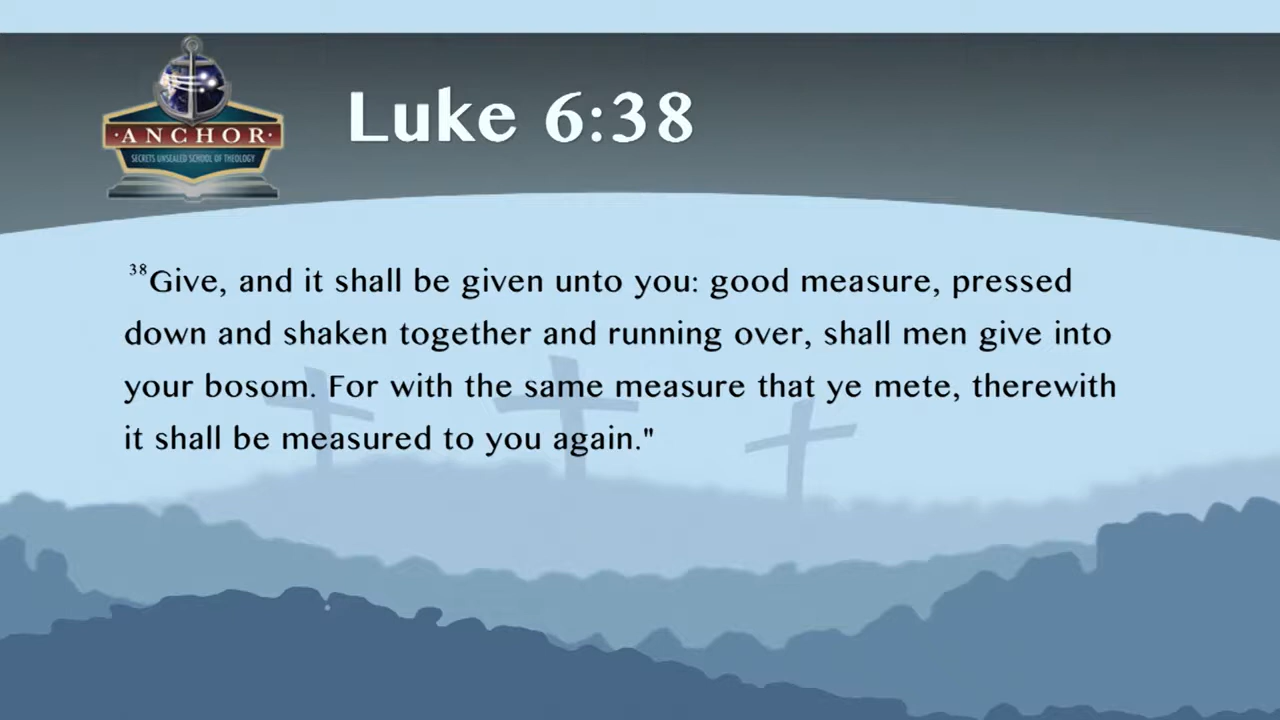 ·ANCHOR·
SECRETS UNSEALED SCHOOL OF THEOLOGY
Luke 6:38
38Give, and it shall be given unto you: good measure, pressed
down and shaken together and running over, shall men give into
your bosom. For with the same measure that ye mete, therewith
it shall be measured to you again."